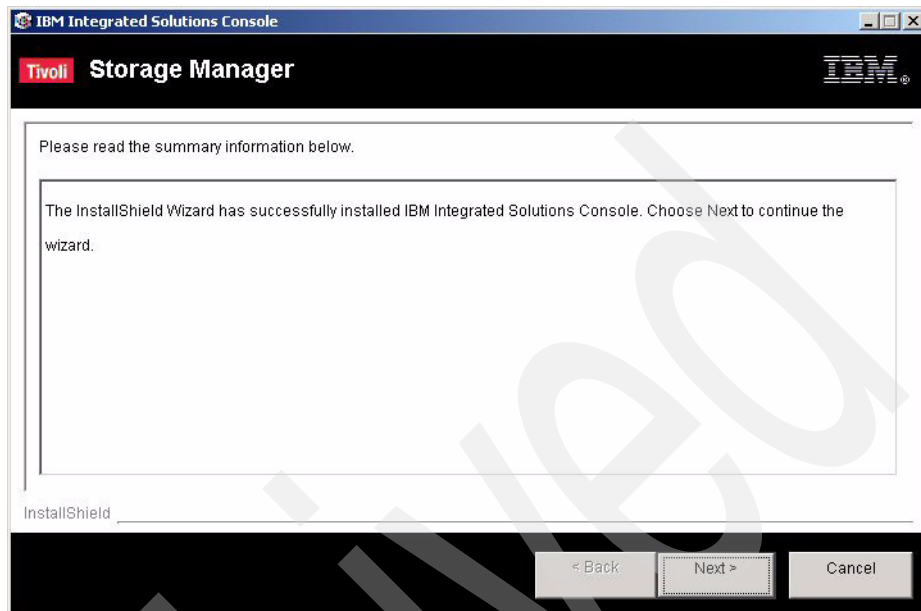 IBM Integrated Solutions Console
Tivoli Storage Manager
IBM®
Please read the summary information below.
The InstallShield Wizard has successfully installed IBM Integrated Solutions Console. Choose Next to continue the
wizard.
InstallShield
< Back Next > Cancel